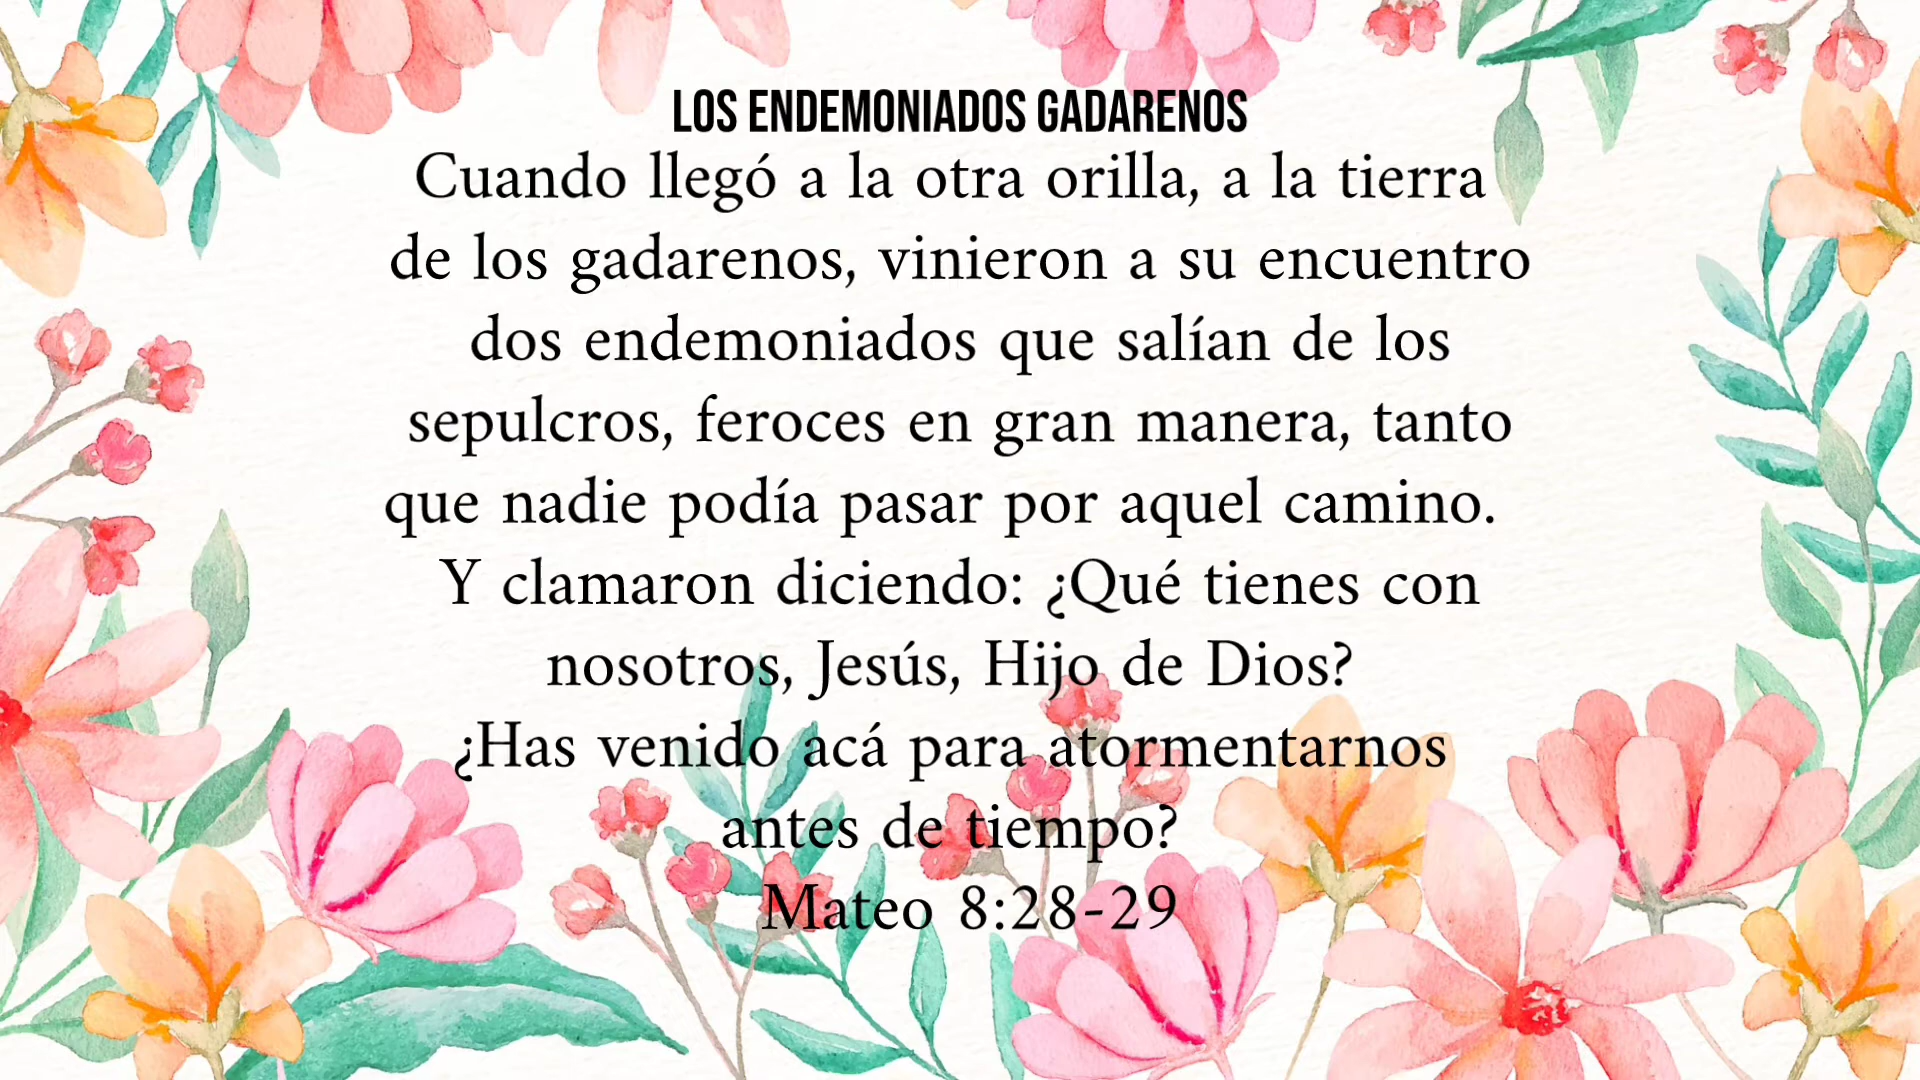 LOS ENDEMONIADOS GADARENOS
Cuando llegó a la otra orilla, a la tierra
de los gadarenos, vinieron a su encuentro
dos endemoniados que salían de los
sepulcros, feroces en gran manera, tanto
que nadie podía pasar por aquel camino.
Y clamaron diciendo: ¿Qué tienes con
nosotros, Jesús, Hijo de Dios?
¿Has venido acá para atormentarnos
antes de tiempo?
Mateo 8:28-29